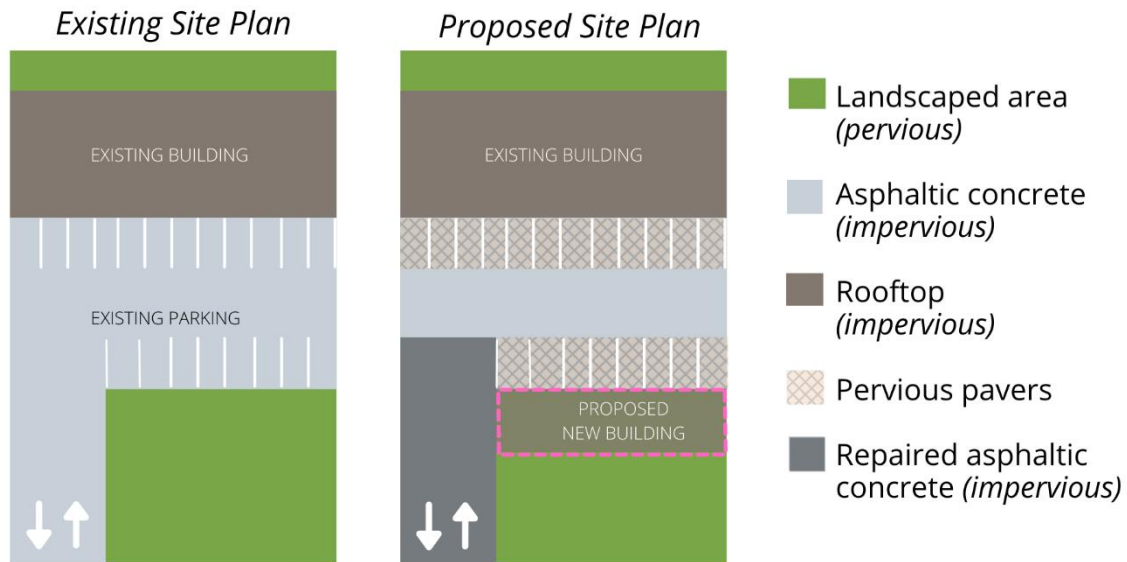 Existing Site Plan
EXISTING BUILDING
EXISTING PARKING
Proposed Site Plan
EXISTING BUILDING
PROPOSED
NEW BUILDING
Landscaped area
(pervious)
Asphaltic concrete
(impervious)
Rooftop
(impervious)
Pervious pavers
Repaired asphaltic
concrete (impervious)